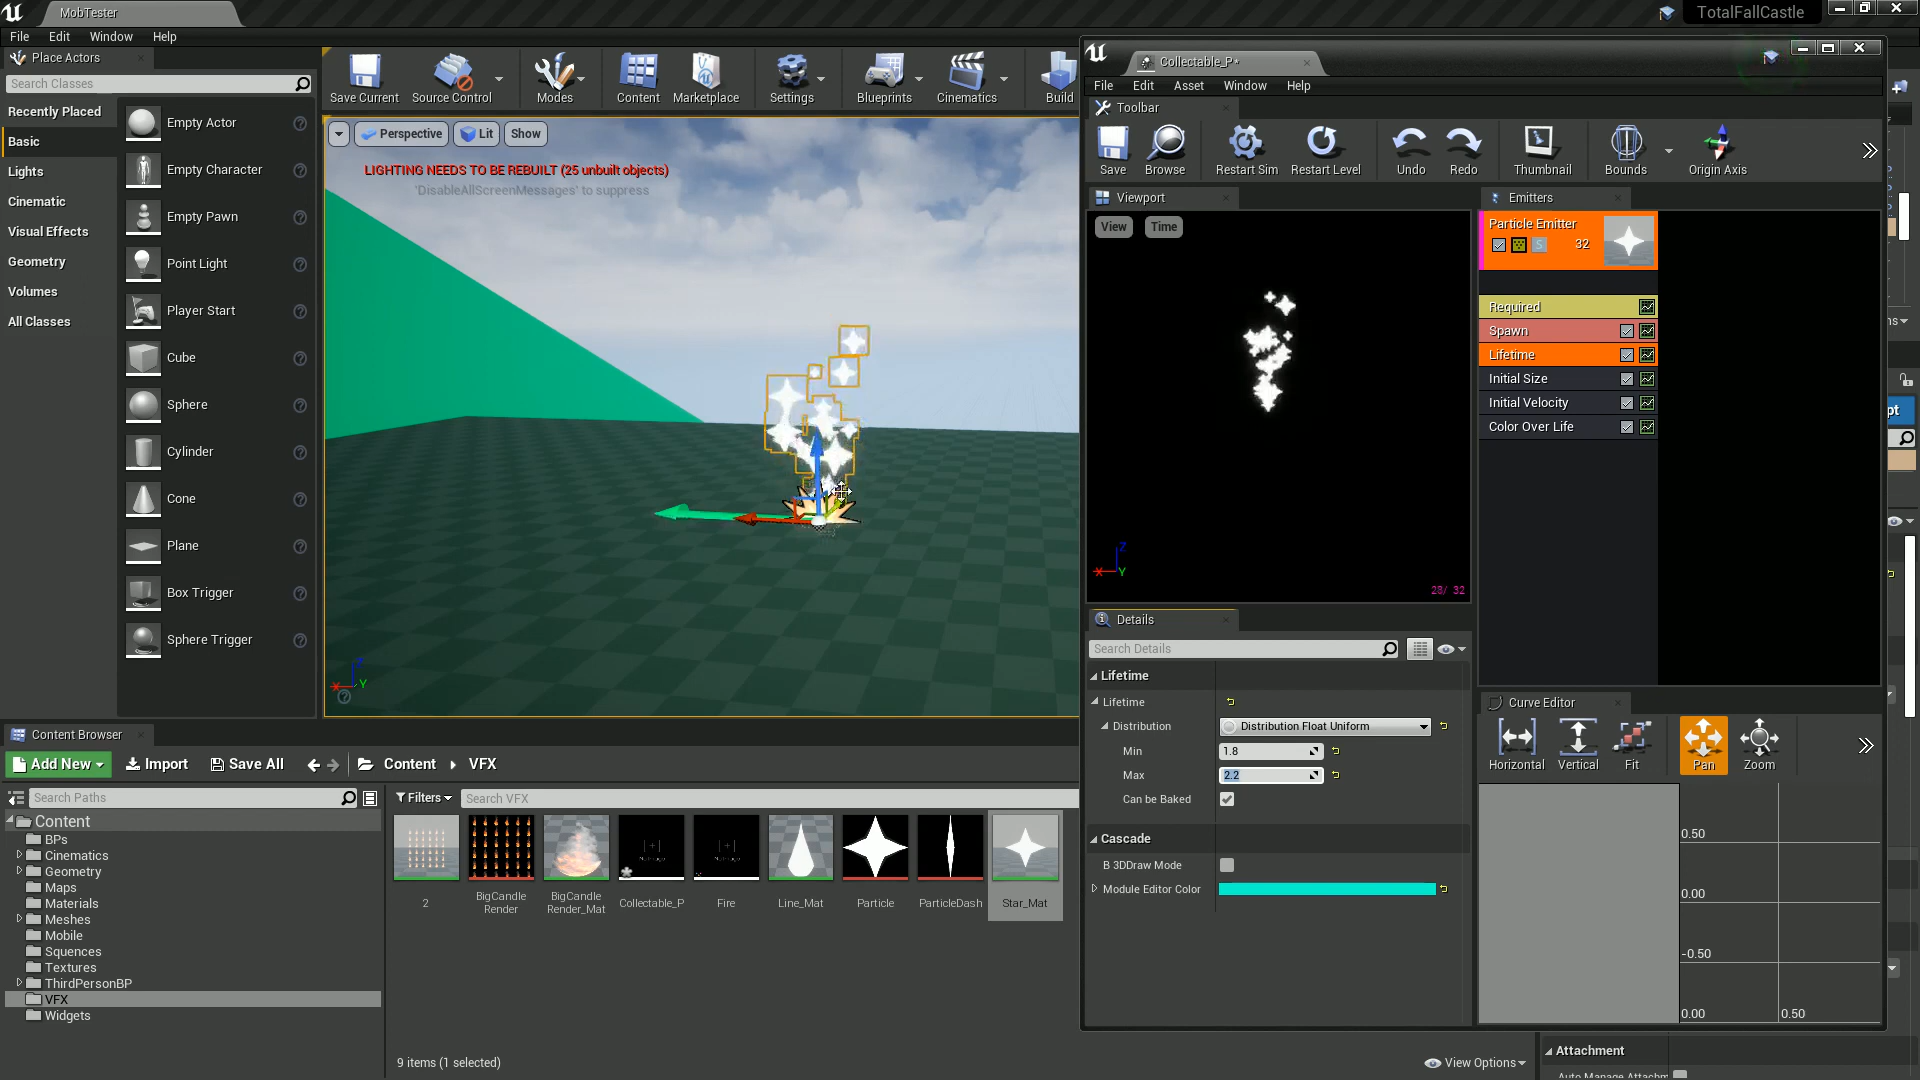 MobTester
TotalFallCastle
File Edit Window Help
Place Actors
Search Classes
Recently Placed
Basic
Lights
Cinematic
Visual Effects
Geometry
Volumes
All Classes
Empty Actor
Empty Character
Empty Pawn
Point Light
Player Start
Cube
Sphere
Cylinder
Cone
Plane
Box Trigger
Sphere Trigger
Save Current Source Control Modes Content Marketplace Settings Blueprints Cinematics Build
Perspective Lit Show
LIGHTING NEEDS TO BE REBUILT (25 unbuilt objects)
'DisableAllScreenMessages' to suppress
X Y
Collectable_P*
File Edit Asset Window Help
Toolbar
Save Browse Restart Sim Restart Level Undo Redo Thumbnail Bounds Origin Axis
Viewport
View Time
Z
X Y
28/ 32
Emitters
Particle Emitter
S 32
Required
Spawn
Lifetime
Initial Size
Initial Velocity
Color Over Life
Details
Search Details
Lifetime
Lifetime
Distribution Distribution Float Uniform
Min 1.8
Max 2.2
Can be Baked
Cascade
B 3DDraw Mode
Module Editor Color
Curve Editor
Horizontal Vertical Fit Pan Zoom
0.50
0.00
-0.50
0.00 0.50
Content Browser
Add New Import Save All Content VFX
Search Paths
Filters Search VFX
Content
BPs
Cinematics
Geometry
Maps
Materials
Meshes
Mobile
Squences
Textures
ThirdPersonBP
VFX
Widgets
2
BigCandle
Render
BigCandle
Render_Mat
Collectable_P
Fire
Line_Mat
Particle
ParticleDash
Star_Mat
9 items (1 selected)
View Options
Attachment